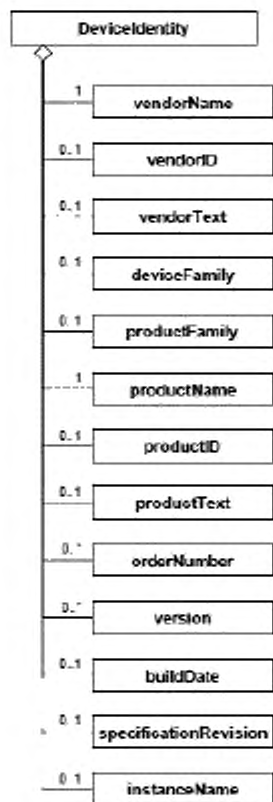 DeviceIdentity
1
vendorName
0..1
vendorID
0..1
vendorText
0..1
deviceFamily
0..1
productFamily
1
productName
0..1
productID
0..1
productText
0..*
orderNumber
0..*
version
0..1
buildDate
0..1
specificationRevision
0..1
instanceName